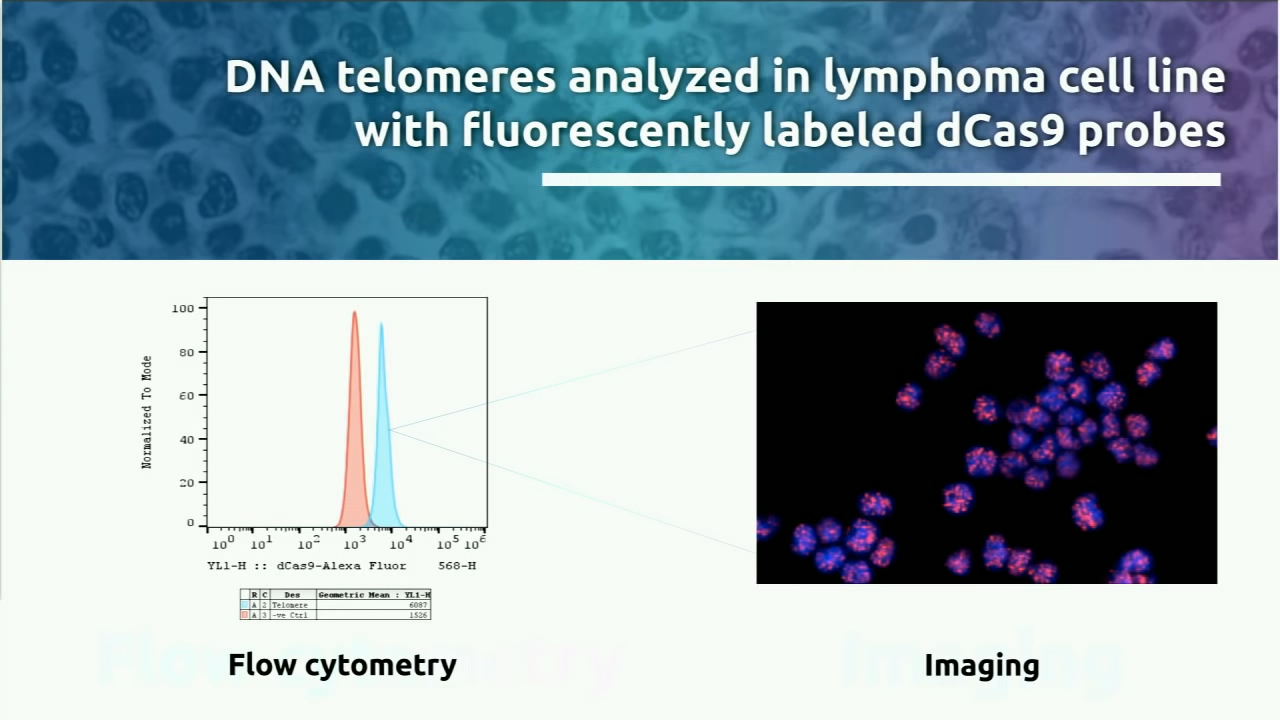 DNA telomeres analyzed in lymphoma cell line
with fluorescently labeled dCas9 probes
Normalized To Mode
100
80
60
40
20
0
10^0 10^1 10^2 10^3 10^4 10^5 10^6
YL1-H :: dCas9-Alexa Fluor 568-H
R C Des Geometric Mean : YL1-H
A 2 Telomere 6087
A 3 -ve Ctrl 1526
Flow cytometry
Imaging